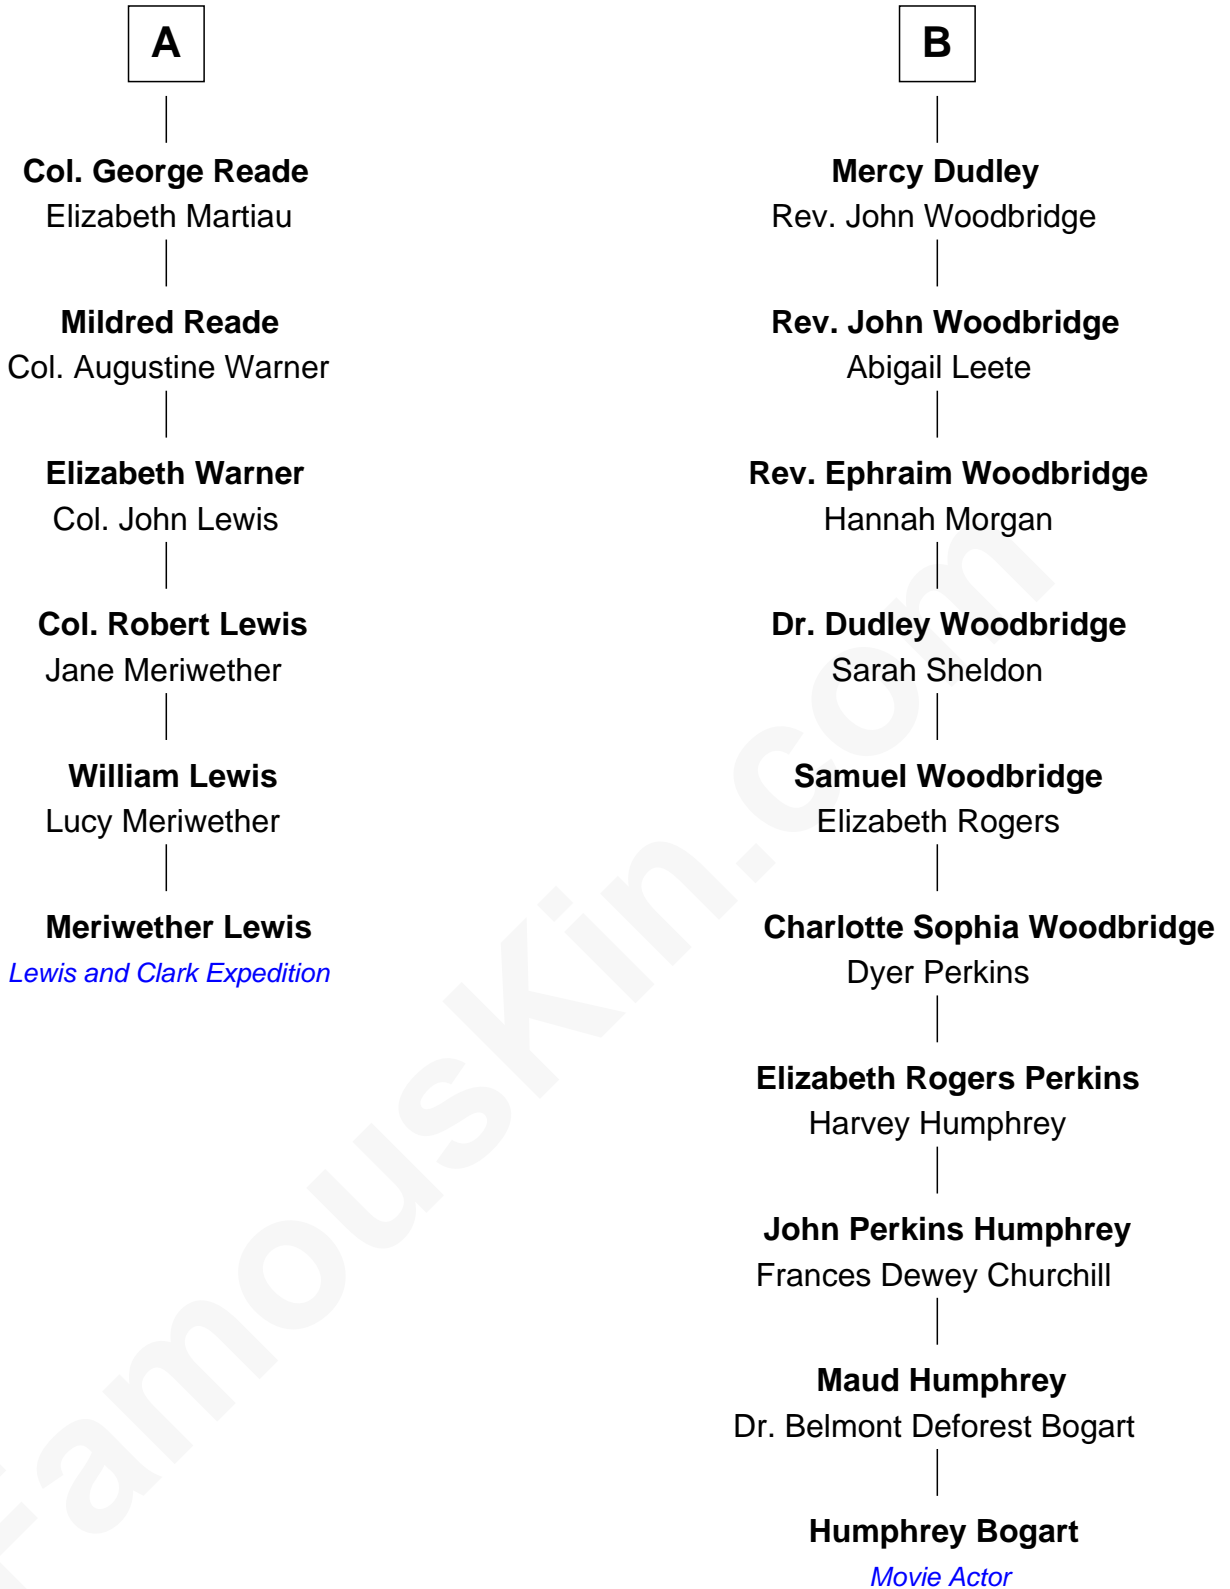 A
Col. George Reade
Elizabeth Martiau
Mildred Reade
Col. Augustine Warner
Elizabeth Warner
Col. John Lewis
Col. Robert Lewis
Jane Meriwether
William Lewis
Lucy Meriwether
Meriwether Lewis
Lewis and Clark Expedition
B
Mercy Dudley
Rev. John Woodbridge
Rev. John Woodbridge
Abigail Leete
Rev. Ephraim Woodbridge
Hannah Morgan
Dr. Dudley Woodbridge
Sarah Sheldon
Samuel Woodbridge
Elizabeth Rogers
Charlotte Sophia Woodbridge
Dyer Perkins
Elizabeth Rogers Perkins
Harvey Humphrey
John Perkins Humphrey
Frances Dewey Churchill
Maud Humphrey
Dr. Belmont Deforest Bogart
Humphrey Bogart
Movie Actor
FamousKin.com